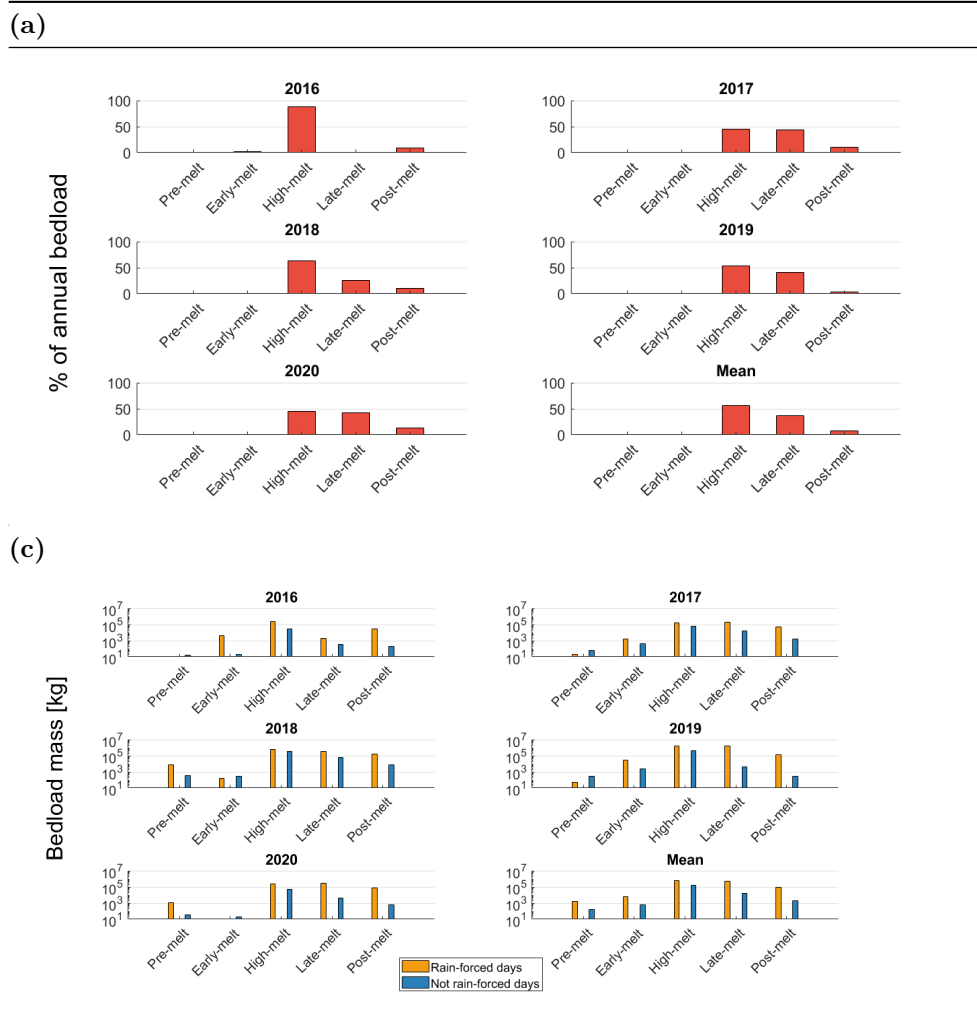 (a)
% of annual bedload
2016
100
50
0
Pre-melt
Early-melt
High-melt
Late-melt
Post-melt
2017
100
50
0
Pre-melt
Early-melt
High-melt
Late-melt
Post-melt
2018
100
50
0
Pre-melt
Early-melt
High-melt
Late-melt
Post-melt
2019
100
50
0
Pre-melt
Early-melt
High-melt
Late-melt
Post-melt
2020
100
50
0
Pre-melt
Early-melt
High-melt
Late-melt
Post-melt
Mean
100
50
0
Pre-melt
Early-melt
High-melt
Late-melt
Post-melt
(c)
Bedload mass [kg]
2016
10^7
10^5
10^3
10^1
Pre-melt
Early-melt
High-melt
Late-melt
Post-melt
2017
10^7
10^5
10^3
10^1
Pre-melt
Early-melt
High-melt
Late-melt
Post-melt
2018
10^7
10^5
10^3
10^1
Pre-melt
Early-melt
High-melt
Late-melt
Post-melt
2019
10^7
10^5
10^3
10^1
Pre-melt
Early-melt
High-melt
Late-melt
Post-melt
2020
10^7
10^5
10^3
10^1
Pre-melt
Early-melt
High-melt
Late-melt
Post-melt
Mean
10^7
10^5
10^3
10^1
Pre-melt
Early-melt
High-melt
Late-melt
Post-melt
Rain-forced days
Not rain-forced days